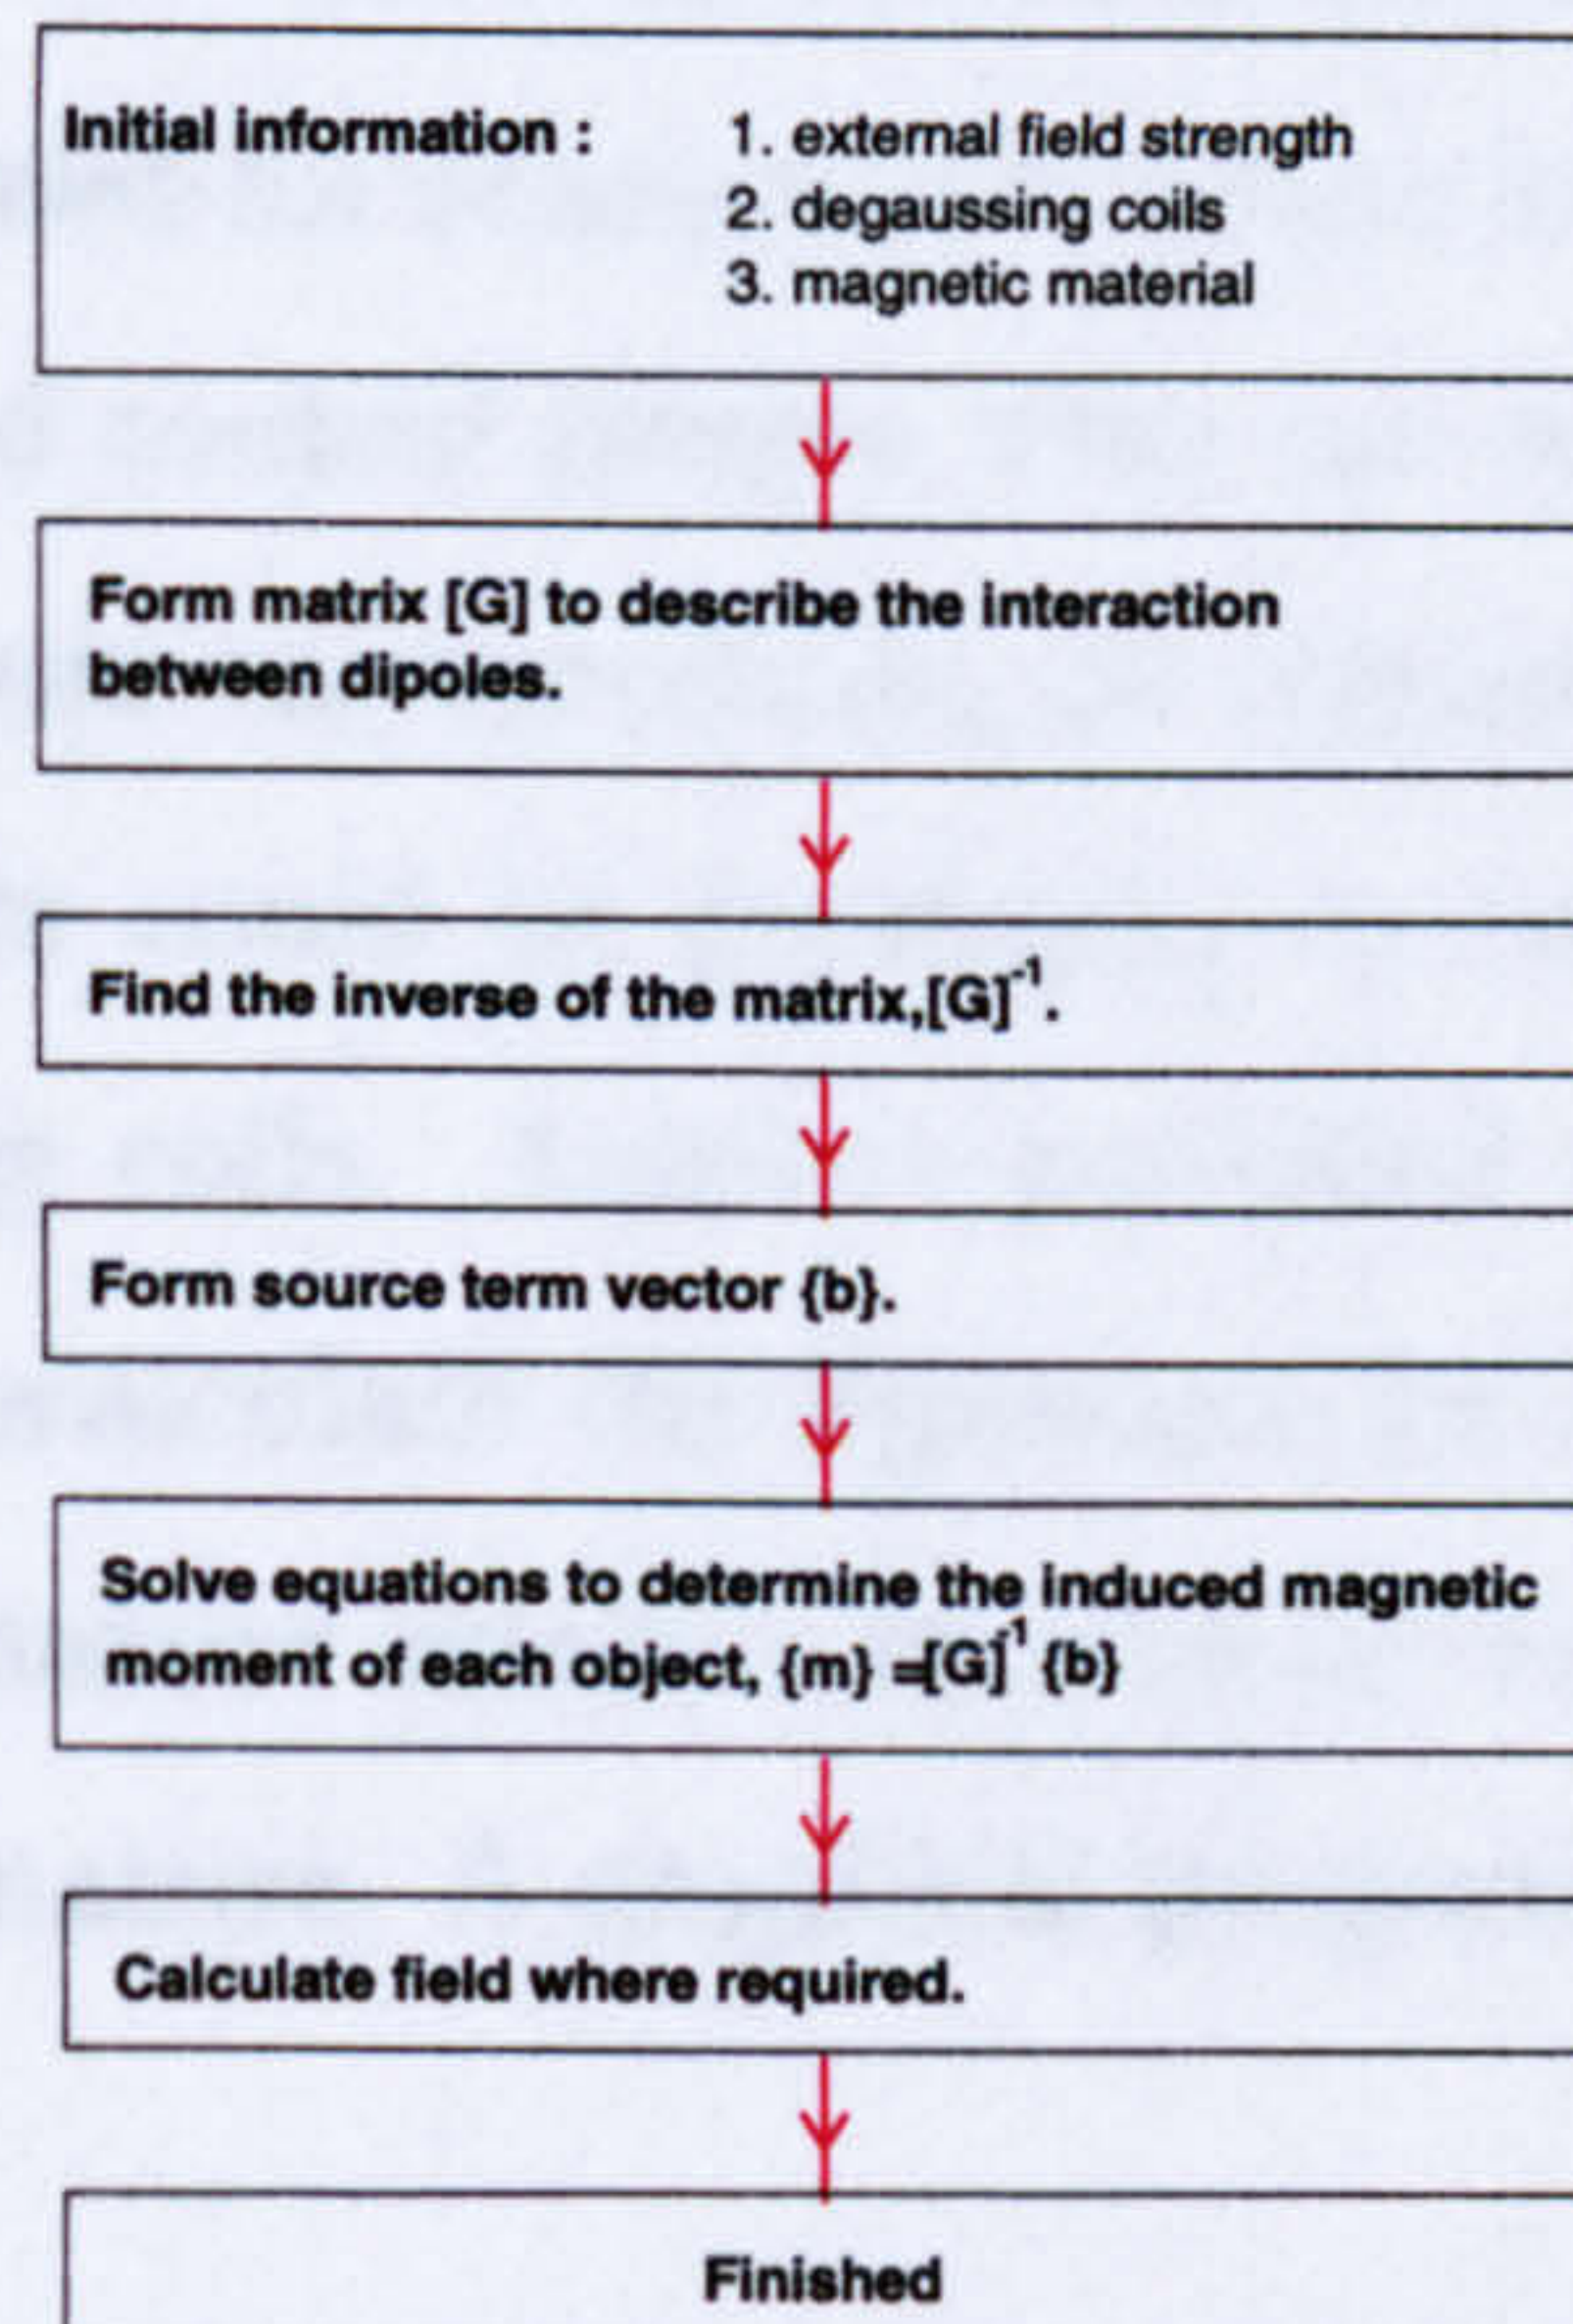 Initial information : 1. external field strength
2. degaussing coils
3. magnetic material
Form matrix [G] to describe the interaction
between dipoles.
Find the inverse of the matrix,[G]⁻¹.
Form source term vector {b}.
Solve equations to determine the induced magnetic
moment of each object, {m} =[G]⁻¹ {b}
Calculate field where required.
Finished